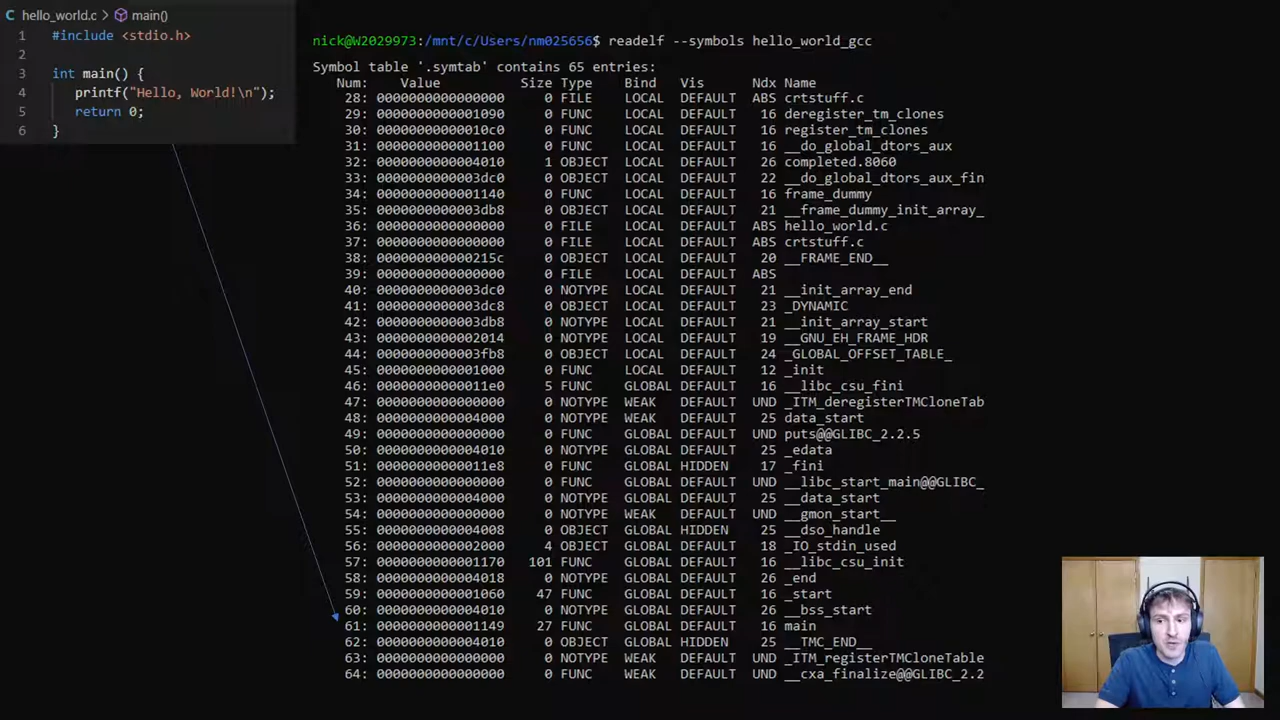 C hello_world.c > main()
1 #include <stdio.h>
2
3 int main() {
4 printf("Hello, World!\n");
5 return 0;
6 }
nick@W2029973:/mnt/c/Users/nm025656$ readelf --symbols hello_world_gcc
Symbol table '.symtab' contains 65 entries:
Num: Value Size Type Bind Vis Ndx Name
28: 0000000000000000 0 FILE LOCAL DEFAULT ABS crtstuff.c
29: 0000000000001090 0 FUNC LOCAL DEFAULT 16 deregister_tm_clones
30: 00000000000010c0 0 FUNC LOCAL DEFAULT 16 register_tm_clones
31: 0000000000001100 0 FUNC LOCAL DEFAULT 16 __do_global_dtors_aux
32: 0000000000004010 1 OBJECT LOCAL DEFAULT 26 completed.8060
33: 0000000000003dc0 0 OBJECT LOCAL DEFAULT 22 __do_global_dtors_aux_fin
34: 0000000000001140 0 FUNC LOCAL DEFAULT 16 frame_dummy
35: 0000000000003db8 0 OBJECT LOCAL DEFAULT 21 __frame_dummy_init_array_
36: 0000000000000000 0 FILE LOCAL DEFAULT ABS hello_world.c
37: 0000000000000000 0 FILE LOCAL DEFAULT ABS crtstuff.c
38: 000000000000215c 0 OBJECT LOCAL DEFAULT 20 __FRAME_END__
39: 0000000000000000 0 FILE LOCAL DEFAULT ABS
40: 0000000000003dc0 0 NOTYPE LOCAL DEFAULT 21 __init_array_end
41: 0000000000003dc8 0 OBJECT LOCAL DEFAULT 23 _DYNAMIC
42: 0000000000003db8 0 NOTYPE LOCAL DEFAULT 21 __init_array_start
43: 0000000000002014 0 NOTYPE LOCAL DEFAULT 19 __GNU_EH_FRAME_HDR
44: 0000000000003fb8 0 OBJECT LOCAL DEFAULT 24 _GLOBAL_OFFSET_TABLE_
45: 0000000000001000 0 FUNC LOCAL DEFAULT 12 _init
46: 00000000000011e0 5 FUNC GLOBAL DEFAULT 16 __libc_csu_fini
47: 0000000000000000 0 NOTYPE WEAK DEFAULT UND _ITM_deregisterTMCloneTab
48: 0000000000004000 0 NOTYPE WEAK DEFAULT 25 data_start
49: 0000000000000000 0 FUNC GLOBAL DEFAULT UND puts@@GLIBC_2.2.5
50: 0000000000004010 0 NOTYPE GLOBAL DEFAULT 25 _edata
51: 00000000000011e8 0 FUNC GLOBAL HIDDEN 17 _fini
52: 0000000000000000 0 FUNC GLOBAL DEFAULT UND __libc_start_main@@GLIBC_
53: 0000000000004000 0 NOTYPE GLOBAL DEFAULT 25 __data_start
54: 0000000000000000 0 NOTYPE WEAK DEFAULT UND __gmon_start__
55: 0000000000004008 0 OBJECT GLOBAL HIDDEN 25 __dso_handle
56: 0000000000002000 4 OBJECT GLOBAL DEFAULT 18 _IO_stdin_used
57: 0000000000001170 101 FUNC GLOBAL DEFAULT 16 __libc_csu_init
58: 0000000000004018 0 NOTYPE GLOBAL DEFAULT 26 _end
59: 0000000000001060 47 FUNC GLOBAL DEFAULT 16 _start
60: 0000000000004010 0 NOTYPE GLOBAL DEFAULT 26 __bss_start
61: 0000000000001149 27 FUNC GLOBAL DEFAULT 16 main
62: 0000000000004010 0 OBJECT GLOBAL HIDDEN 25 __TMC_END__
63: 0000000000000000 0 NOTYPE WEAK DEFAULT UND _ITM_registerTMCloneTable
64: 0000000000000000 0 FUNC WEAK DEFAULT UND __cxa_finalize@@GLIBC_2.2